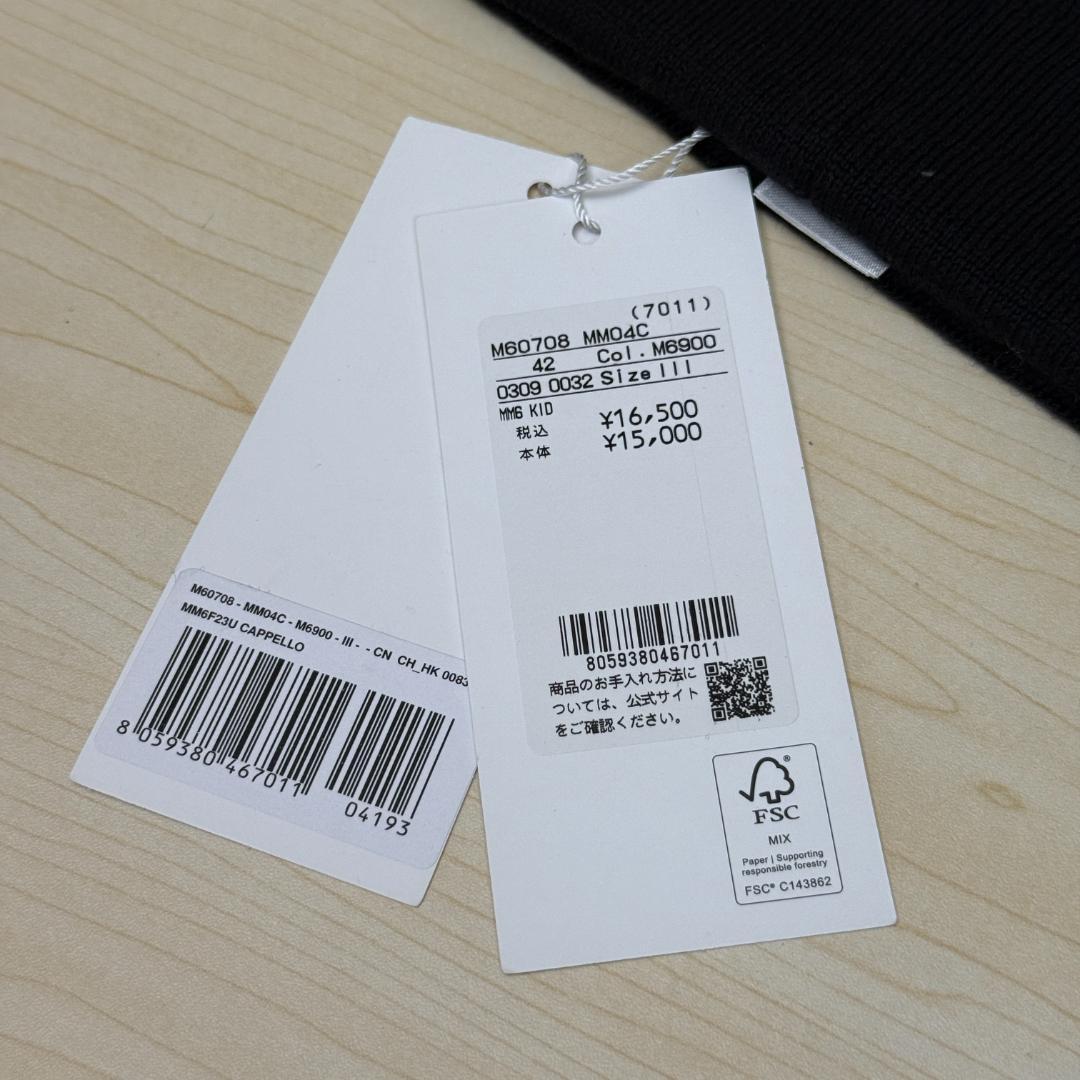 M60708 - MM04C - M6900 - III - - CN CH_HK 0083
MM6F23U CAPPELLO
8 059380 467011
04193
(7011)
M60708 MM04C
42 Col. M6900
0309 0032 Size III
MM6 KID
税込 ¥16,500
本体 ¥15,000
8059380467011
商品のお手入れ方法に
ついては、公式サイト
をご確認ください。
FSC®
MIX
Paper | Supporting
responsible forestry
FSC® C143862